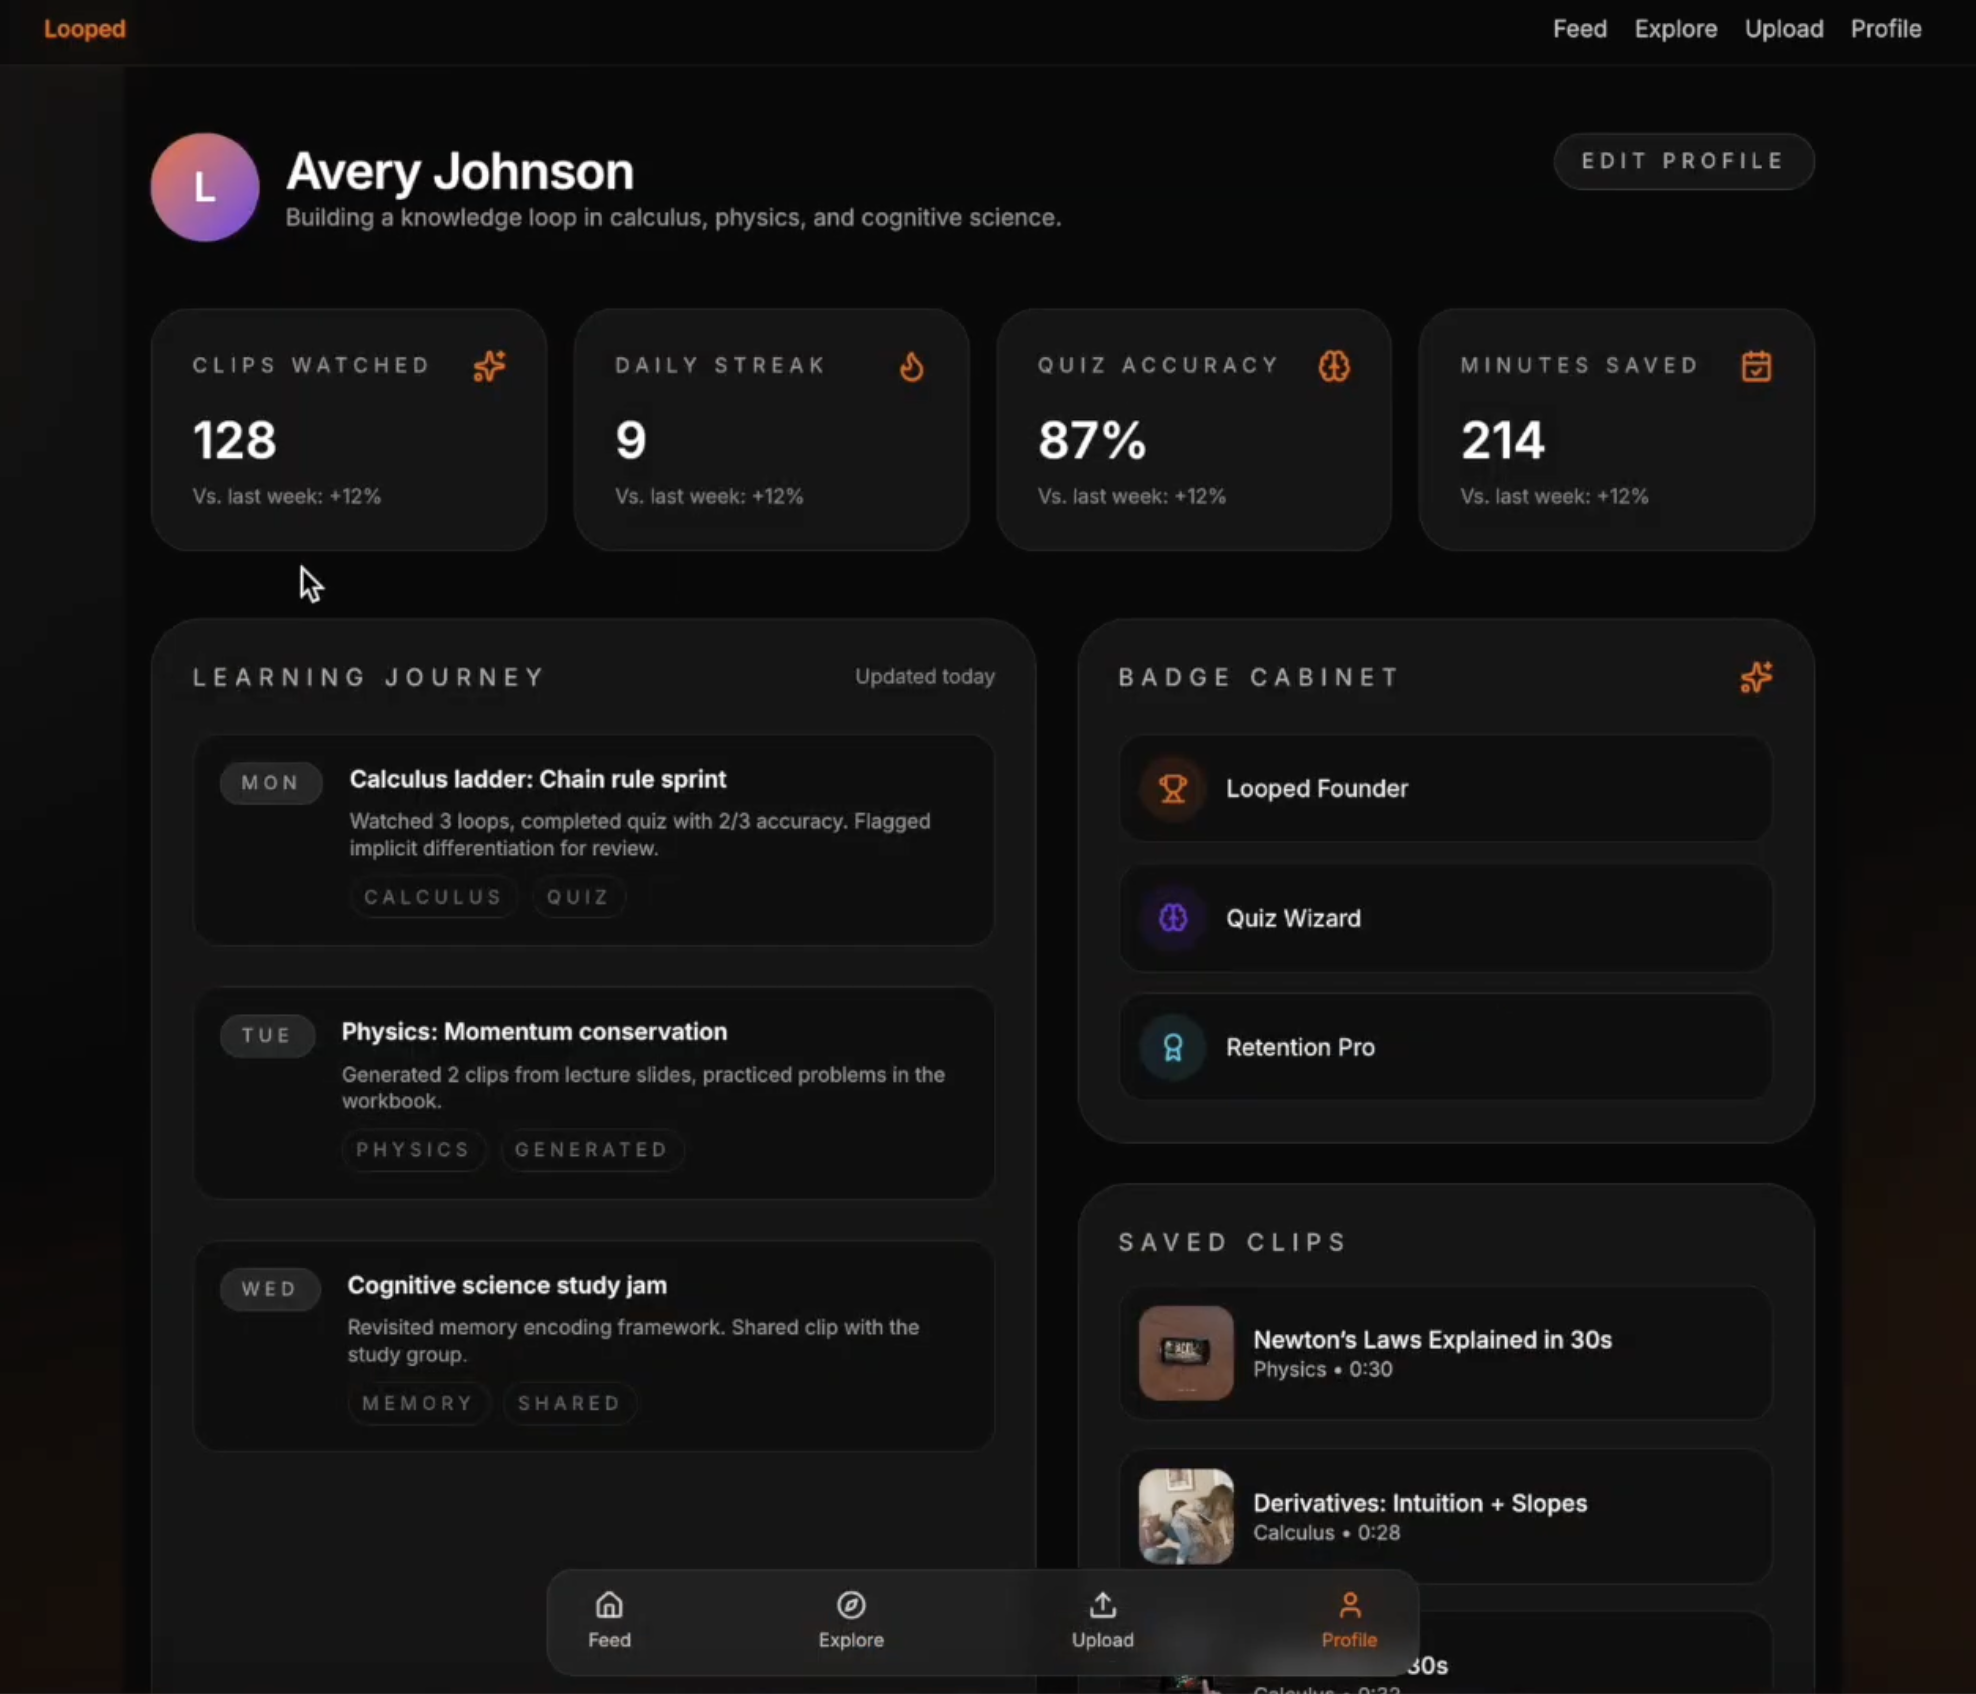 Looped
Feed Explore Upload Profile
L
Avery Johnson
Building a knowledge loop in calculus, physics, and cognitive science.
EDIT PROFILE
CLIPS WATCHED
128
Vs. last week: +12%
DAILY STREAK
9
Vs. last week: +12%
QUIZ ACCURACY
87%
Vs. last week: +12%
MINUTES SAVED
214
Vs. last week: +12%
LEARNING JOURNEY
Updated today
MON
Calculus ladder: Chain rule sprint
Watched 3 loops, completed quiz with 2/3 accuracy. Flagged
implicit differentiation for review.
CALCULUS QUIZ
TUE
Physics: Momentum conservation
Generated 2 clips from lecture slides, practiced problems in the
workbook.
PHYSICS GENERATED
WED
Cognitive science study jam
Revisited memory encoding framework. Shared clip with the
study group.
MEMORY SHARED
BADGE CABINET
Looped Founder
Quiz Wizard
Retention Pro
SAVED CLIPS
Newton’s Laws Explained in 30s
Physics • 0:30
Derivatives: Intuition + Slopes
Calculus • 0:28
30s
Feed Explore Upload Profile